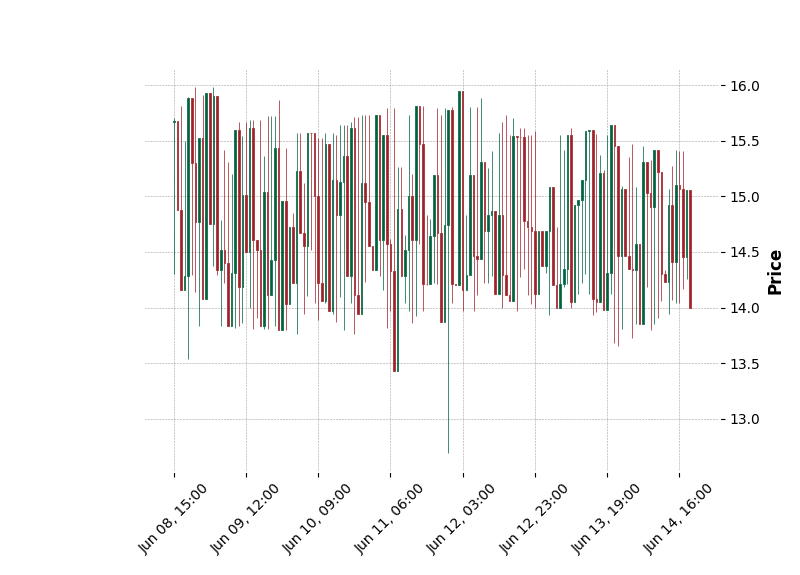 16.0
15.5
15.0
14.5
14.0
13.5
13.0
Price
Jun 08, 15:00
Jun 09, 12:00
Jun 10, 09:00
Jun 11, 06:00
Jun 12, 03:00
Jun 12, 23:00
Jun 13, 19:00
Jun 14, 16:00